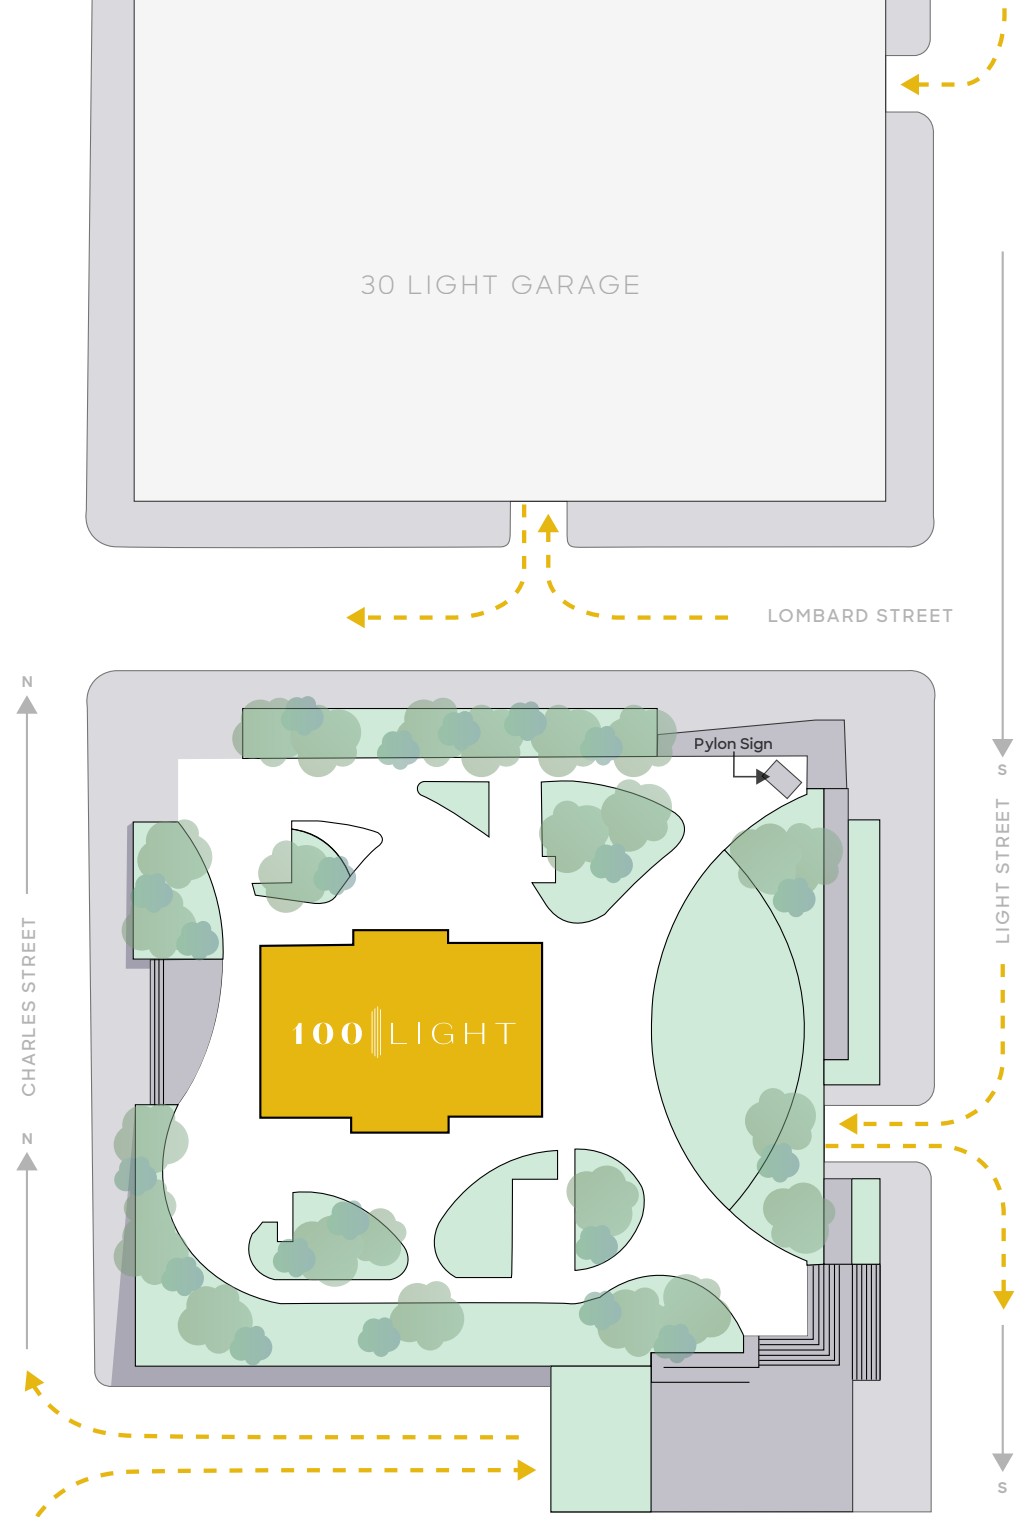 30 LIGHT GARAGE
LOMBARD STREET
N
Pylon Sign
S
LIGHT STREET
CHARLES STREET
100 LIGHT
N
S